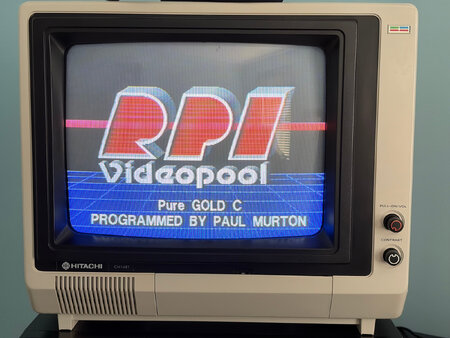 RPI
Videopool
Pure GOLD C
PROGRAMMED BY PAUL MURTON
PULL-ON/VOL
CONTRAST
HITACHI